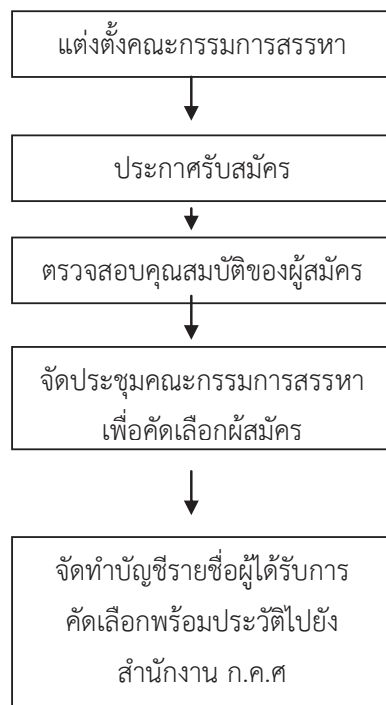 แต่งตั้งคณะกรรมการสรรหา
ประกาศรับสมัคร
ตรวจสอบคุณสมบัติของผู้สมัคร
จัดประชุมคณะกรรมการสรรหา
เพื่อคัดเลือกผ้สมัคร
จัดทำบัญชีรายชื่อผู้ได้รับการ
คัดเลือกพร้อมประวัติไปยัง
สำนักงาน ก.ค.ศ